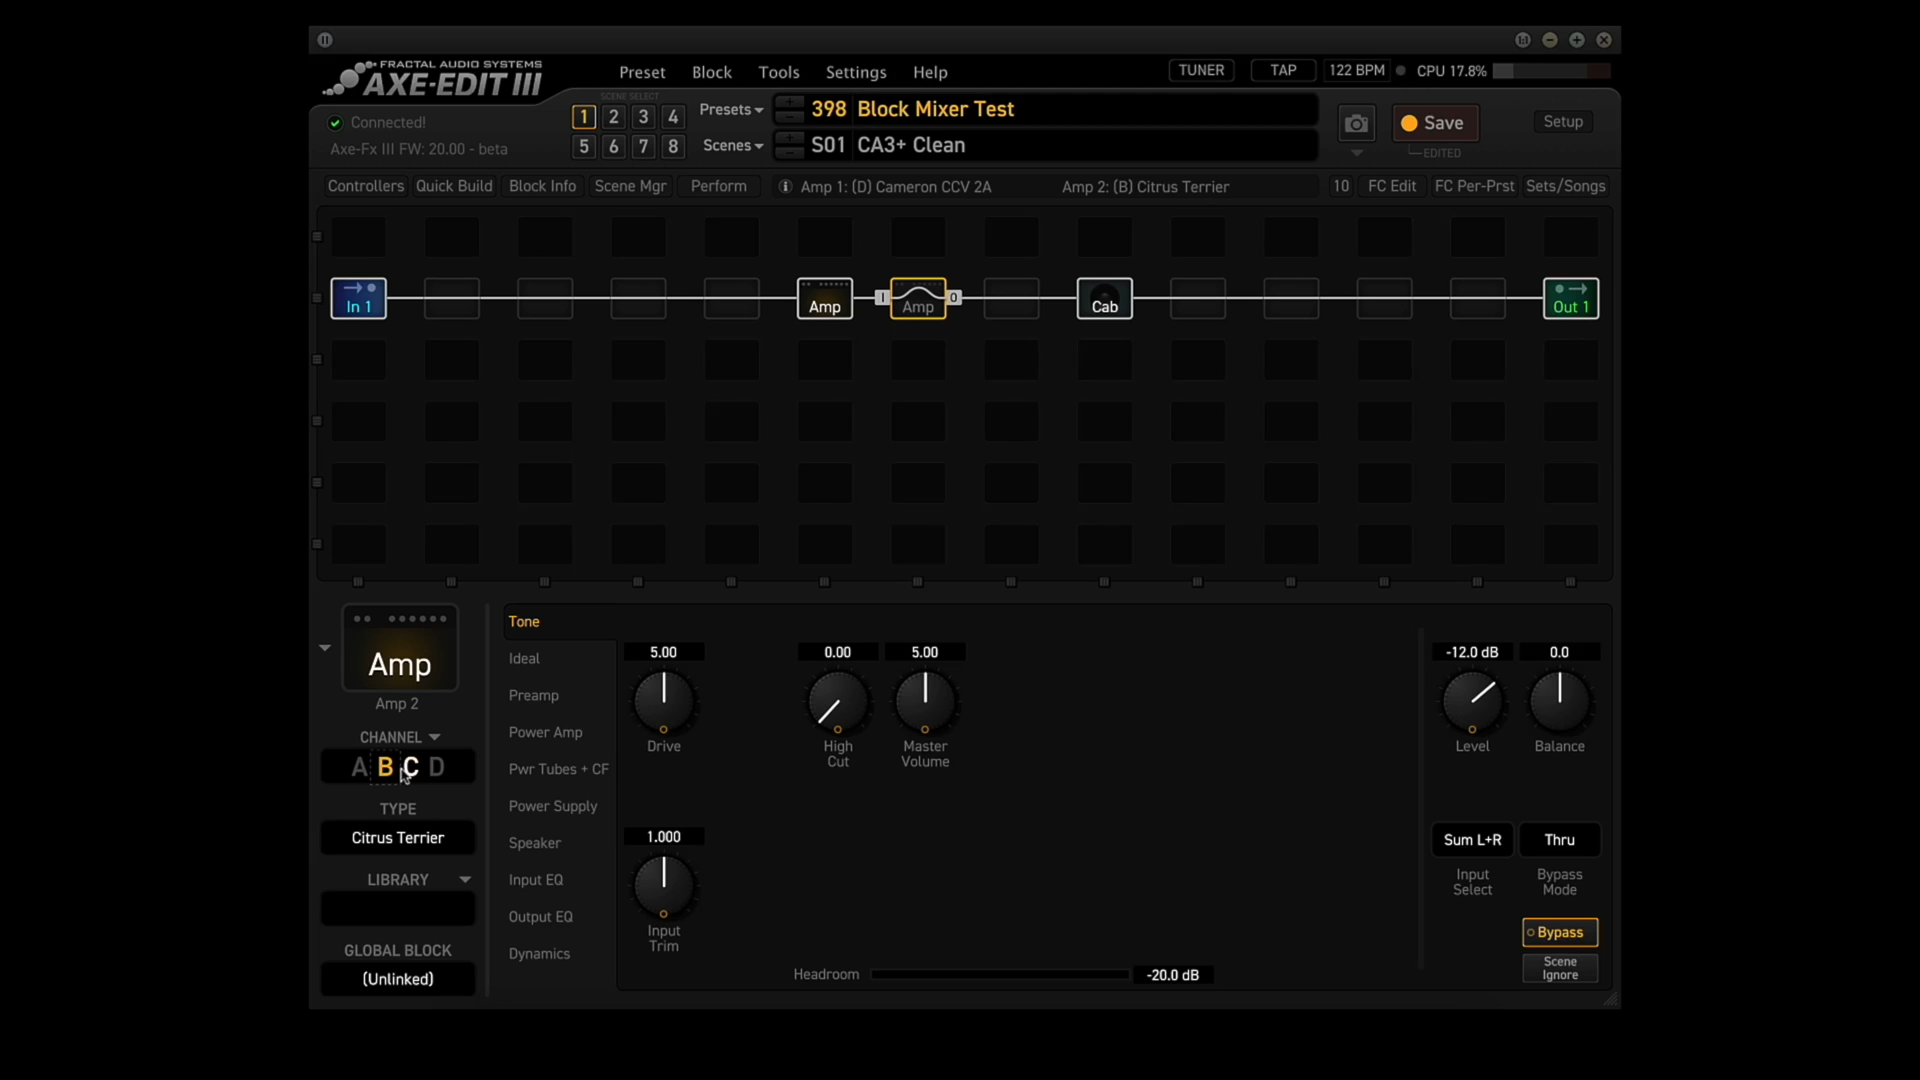 FRACTAL AUDIO SYSTEMS
AXE-EDIT III
Preset Block Tools Settings Help
TUNER TAP 122 BPM CPU 17.8%
Connected!
Axe-Fx III FW: 20.00 - beta
SCENE SELECT
1 2 3 4
5 6 7 8
Presets 398 Block Mixer Test
Scenes S01 CA3+ Clean
Save
EDITED
Setup
Controllers Quick Build Block Info Scene Mgr Perform Amp 1: (D) Cameron CCV 2A Amp 2: (B) Citrus Terrier 10 FC Edit FC Per-Prst Sets/Songs
In 1 Amp I Amp O Cab Out 1
Amp
Amp 2
CHANNEL
A B C D
TYPE
Citrus Terrier
LIBRARY
GLOBAL BLOCK
(Unlinked)
Tone
Ideal
Preamp
Power Amp
Pwr Tubes + CF
Power Supply
Speaker
Input EQ
Output EQ
Dynamics
5.00 0.00 5.00
Drive High Cut Master Volume
1.000
Input Trim
Headroom -20.0 dB
-12.0 dB 0.0
Level Balance
Sum L+R Thru
Input Select Bypass Mode
Bypass
Scene Ignore